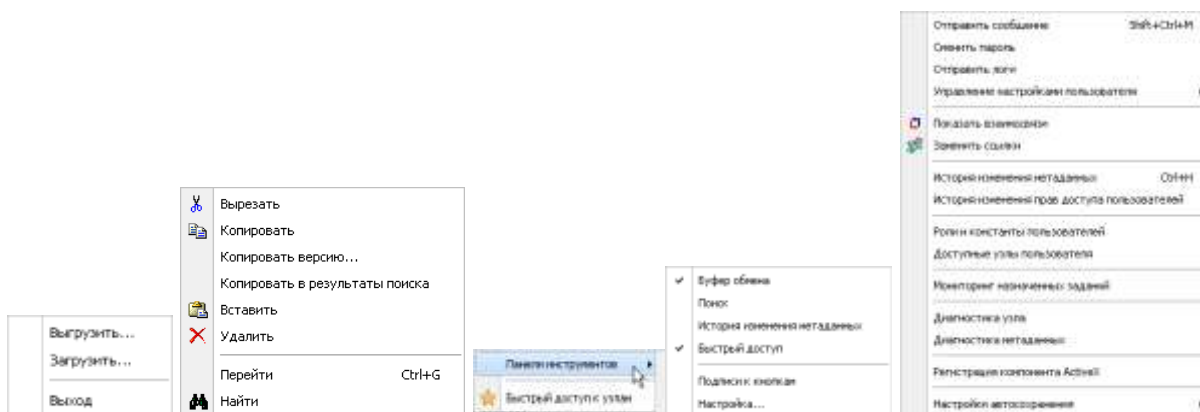 Выгрузить...
Загрузить...
Выход
Вырезать
Копировать
Копировать версию...
Копировать в результаты поиска
Вставить
Удалить
Перейти Ctrl+G
Найти
Панели инструментов
Быстрый доступ к узлам
Буфер обмена
Поиск
История изменения метаданных
Быстрый доступ
Подписи к кнопкам
Настройка...
Отправить сообщение Shift+Ctrl+M
Сменить пароль
Отправить логи
Управление настройками пользователя
Показать взаимосвязи
Заменить ссылки
История изменения метаданных Ctrl+H
История изменения прав доступа пользователей
Роли и константы пользователей
Доступные узлы пользователя
Мониторинг назначенных заданий
Диагностика узла
Диагностика метаданных
Регистрация компонента ActiveX
Настройки автосохранения